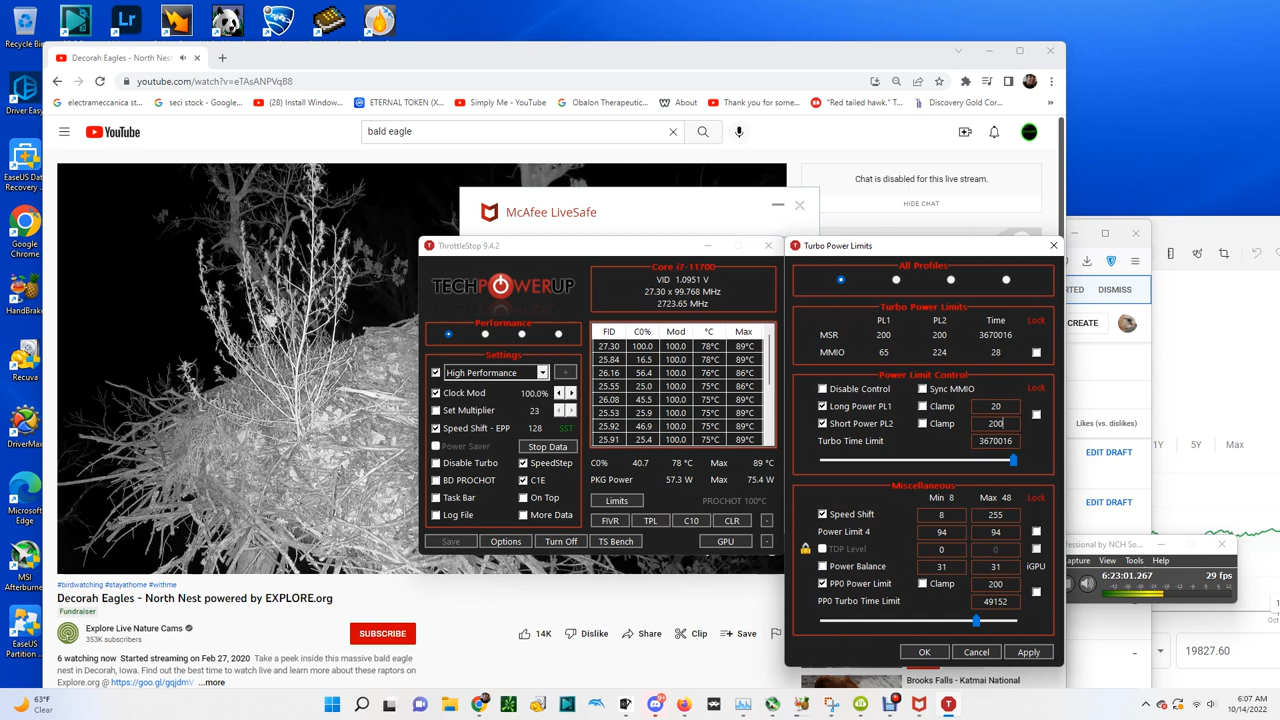 Recycle Bin
Driver Easy
EaseUS Data
Recovery ...
Google
Chrome
HandBrake
Recuva
DriverMax
Microsoft
Edge
MSI
Afterburner
EaseUS
Partition ...
Decorah Eagles - North Nest
youtube.com/watch?v=eTAsANPVqB8
electrameccanica st...
seci stock - Google...
(28) Install Window...
ETERNAL TOKEN (X...
Simply Me - YouTube
Obalon Therapeutic...
About
Thank you for some...
"Red tailed hawk."T...
Discovery Gold Cor...
»
YouTube
bald eagle
Chat is disabled for this live stream.
HIDE CHAT
McAfee LiveSafe
ThrottleStop 9.4.2
TECHPOWERUP
Core i7-11700
VID 1.0951 V
27.30 x 99.768 MHz
2723.65 MHz
Performance
FID C0% Mod °C Max
27.30 100.0 100.0 78°C 89°C
25.84 16.5 100.0 78°C 89°C
26.16 56.4 100.0 76°C 86°C
25.55 25.0 100.0 76°C 86°C
26.08 45.5 100.0 75°C 89°C
25.53 25.9 100.0 75°C 89°C
25.92 46.9 100.0 75°C 89°C
25.91 25.4 100.0 75°C 89°C
Settings
High Performance +
Clock Mod 100.0%
Set Multiplier 23
Speed Shift - EPP 128 SST
Power Saver Stop Data
Disable Turbo SpeedStep
BD PROCHOT C1E
Task Bar On Top
Log File More Data
C0% 40.7 78 °C Max 89 °C
PKG Power 57.3 W Max 75.4 W
Limits PROCHOT 100°C
FIVR TPL C10 CLR -
Save Options Turn Off TS Bench GPU -
Turbo Power Limits
All Profiles
Turbo Power Limits
PL1 PL2 Time Lock
MSR 200 200 3670016
MMIO 65 224 28
Power Limit Control
Disable Control Sync MMIO Lock
Long Power PL1 Clamp 20
Short Power PL2 Clamp 200
Turbo Time Limit 3670016
Miscellaneous
Min 8 Max 48 Lock
Speed Shift 8 255
Power Limit 4 94 94
TDP Level 0 0
Power Balance 31 31 iGPU
PP0 Power Limit Clamp 200
PP0 Turbo Time Limit 49152
OK Cancel Apply
RTED DISMISS
CREATE
Likes (vs. dislikes)
1Y 5Y Max
EDIT DRAFT
EDIT DRAFT
fessional by NCH So...
apture View Tools Help
6:23:01.267 29 fps
19827.60
#birdwatching #stayathome #withme
Decorah Eagles - North Nest powered by EXPLORE.org
Fundraiser
Explore Live Nature Cams
353K subscribers
SUBSCRIBE
14K Dislike Share Clip Save
6 watching now Started streaming on Feb 27, 2020 Take a peek inside this massive bald eagle
nest in Decorah, Iowa. Find the best time to watch live and learn more about these raptors on
Explore.org @ https://goo.gl/gqjdmV ...more
Brooks Falls - Katmai National
63°F
Clear
6:07 AM
10/14/2022